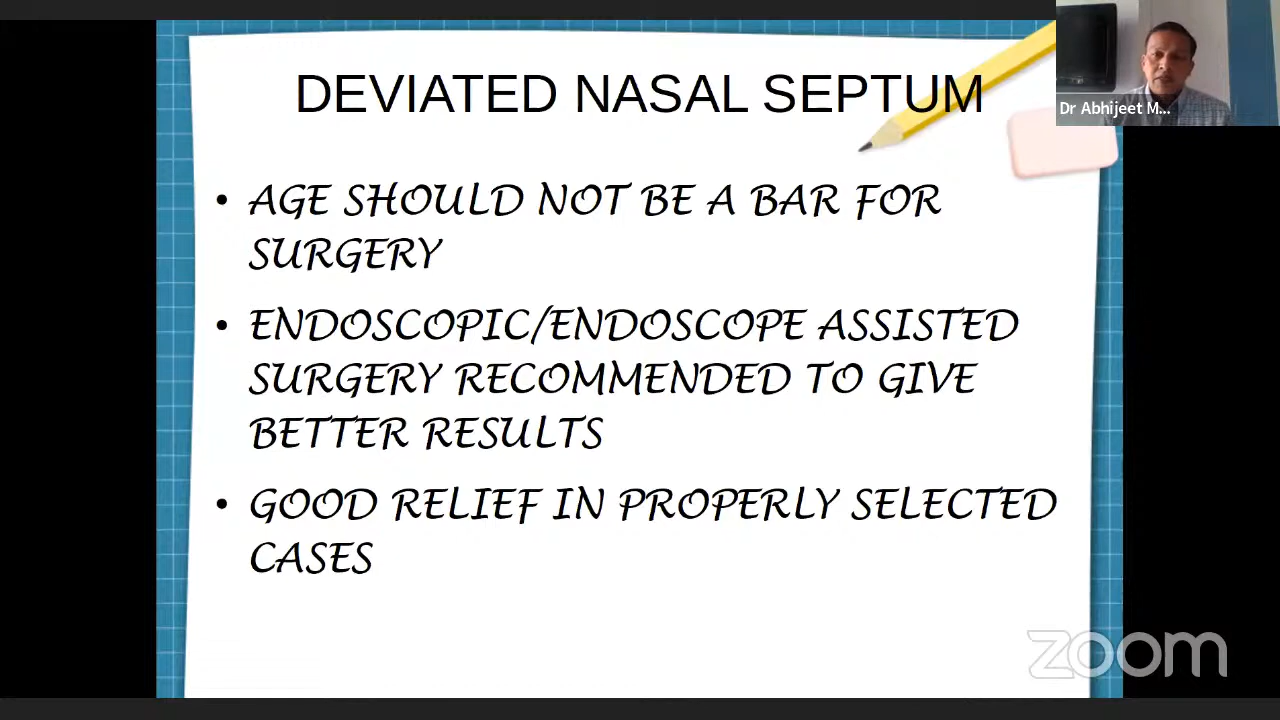 DEVIATED NASAL SEPTUM
Dr Abhijeet M...
• AGE SHOULD NOT BE A BAR FOR
SURGERY
• ENDOSCOPIC/ENDOSCOPE ASSISTED
SURGERY RECOMMENDED TO GIVE
BETTER RESULTS
• GOOD RELIEF IN PROPERLY SELECTED
CASES
zoom